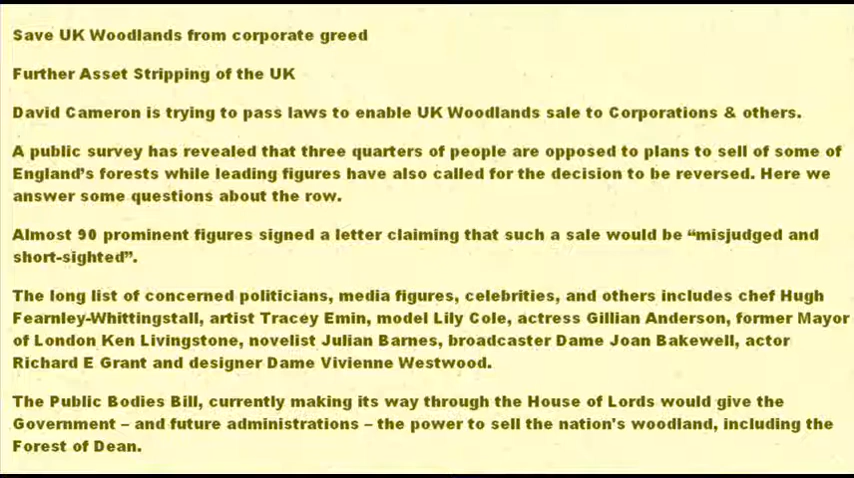 Save UK Woodlands from corporate greed
Further Asset Stripping of the UK
David Cameron is trying to pass laws to enable UK Woodlands sale to Corporations & others.
A public survey has revealed that three quarters of people are opposed to plans to sell of some of
England's forests while leading figures have also called for the decision to be reversed. Here we
answer some questions about the row.
Almost 90 prominent figures signed a letter claiming that such a sale would be “misjudged and
short-sighted”.
The long list of concerned politicians, media figures, celebrities, and others includes chef Hugh
Fearnley-Whittingstall, artist Tracey Emin, model Lily Cole, actress Gillian Anderson, former Mayor
of London Ken Livingstone, novelist Julian Barnes, broadcaster Dame Joan Bakewell, actor
Richard E Grant and designer Dame Vivienne Westwood.
The Public Bodies Bill, currently making its way through the House of Lords would give the
Government – and future administrations – the power to sell the nation's woodland, including the
Forest of Dean.